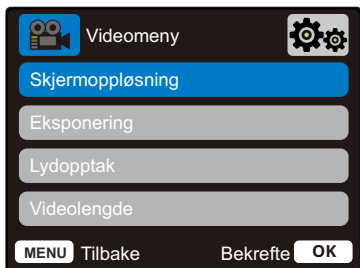 Videomeny
Skjermoppløsning
Eksponering
Lydopptak
Videolengde
MENU Tilbake Bekrefte OK